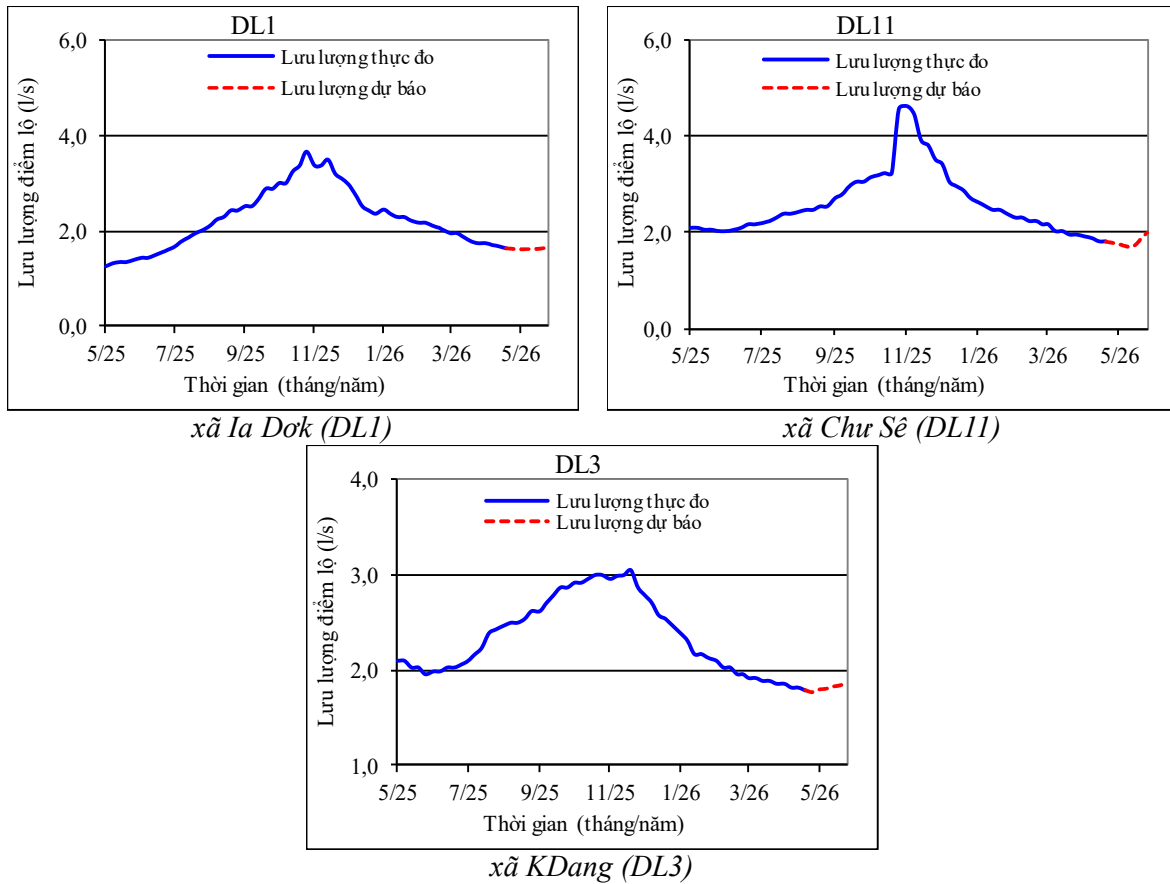 DL1
6,0
Lưu lượng thực đo
Lưu lượng dự báo
4,0
2,0
0,0
Lưu lượng điểm lộ (l/s)
5/25 7/25 9/25 11/25 1/26 3/26 5/26
Thời gian (tháng/năm)
xã Ia Dơk (DL1)
DL11
6,0
Lưu lượng thực đo
Lưu lượng dự báo
4,0
2,0
0,0
Lưu lượng điểm lộ (l/s)
5/25 7/25 9/25 11/25 1/26 3/26 5/26
Thời gian (tháng/năm)
xã Chư Sê (DL11)
DL3
4,0
Lưu lượng thực đo
Lưu lượng dự báo
3,0
2,0
1,0
Lưu lượng điểm lộ (l/s)
5/25 7/25 9/25 11/25 1/26 3/26 5/26
Thời gian (tháng/năm)
xã KDang (DL3)